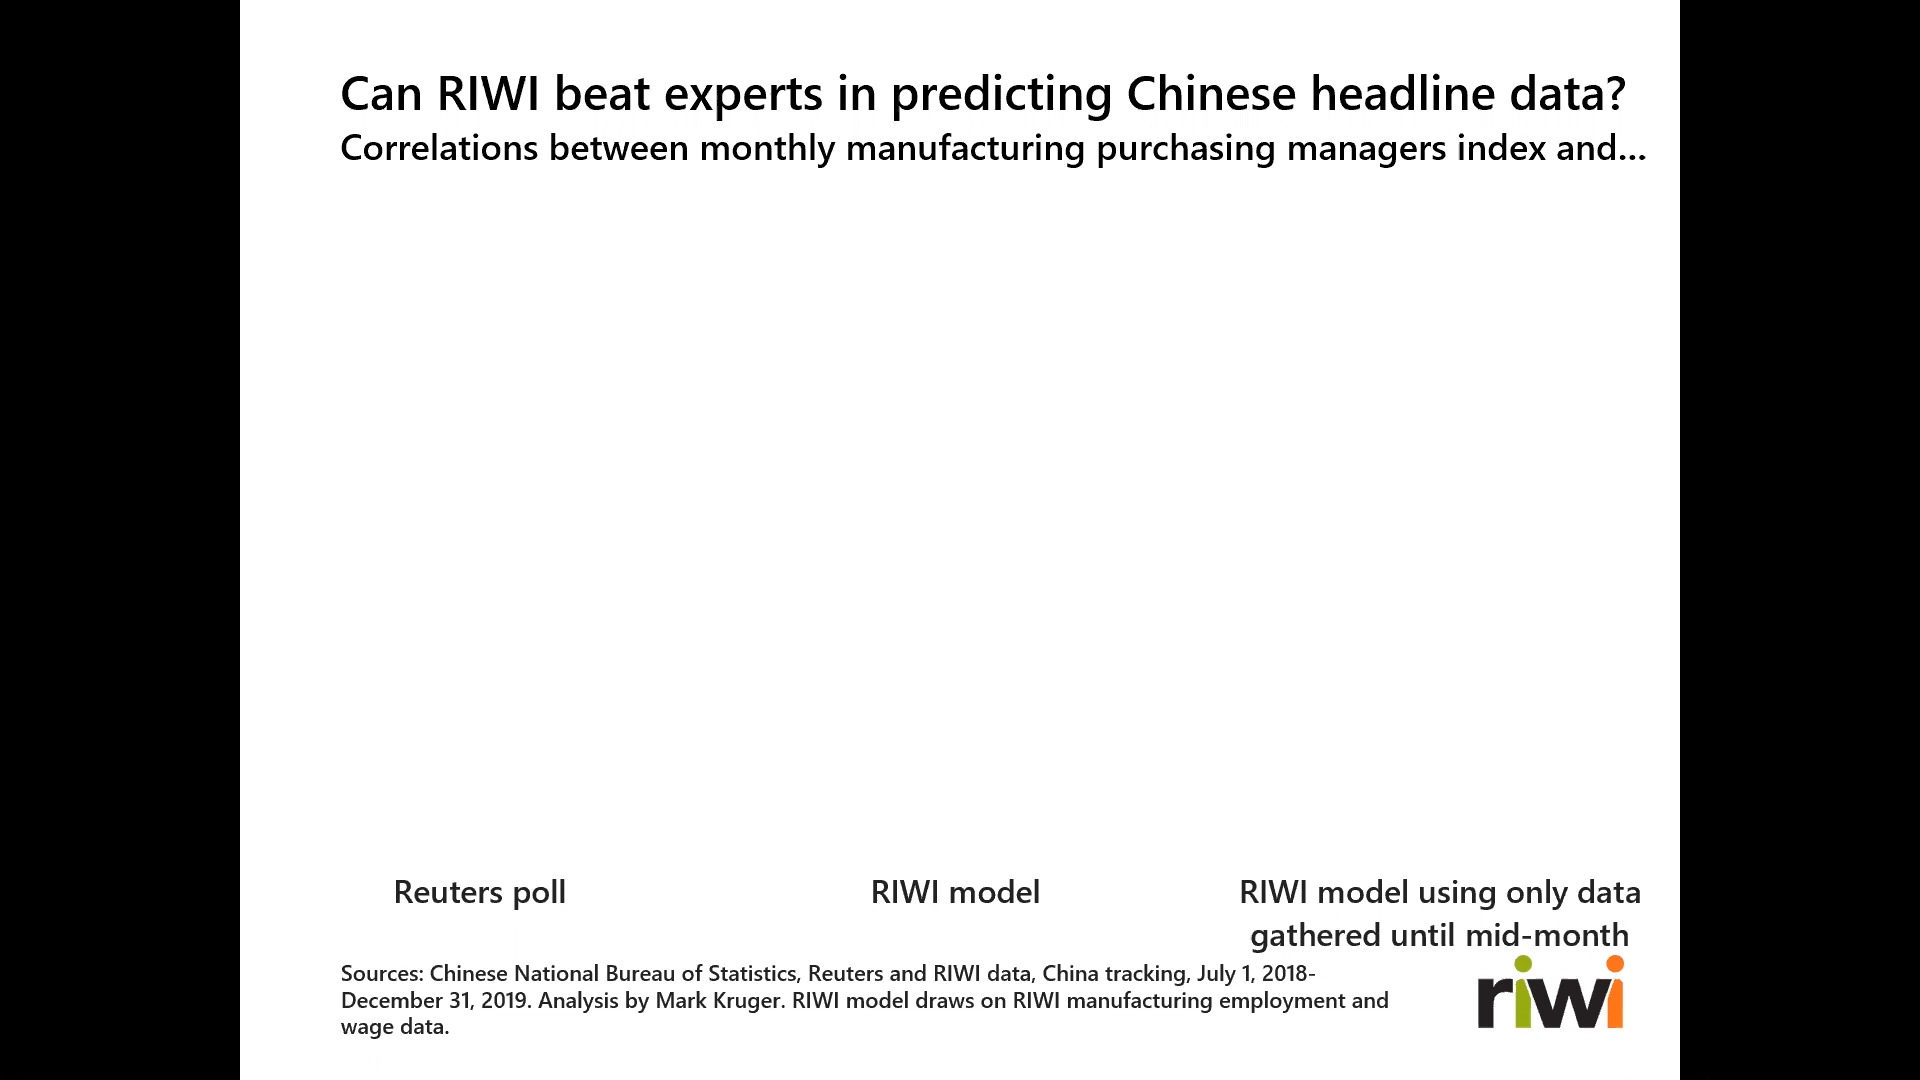 Can RIWI beat experts in predicting Chinese headline data?
Correlations between monthly manufacturing purchasing managers index and...
Reuters poll
RIWI model
RIWI model using only data
gathered until mid-month
Sources: Chinese National Bureau of Statistics, Reuters and RIWI data, China tracking, July 1, 2018-
December 31, 2019. Analysis by Mark Kruger. RIWI model draws on RIWI manufacturing employment and
wage data.
riwi